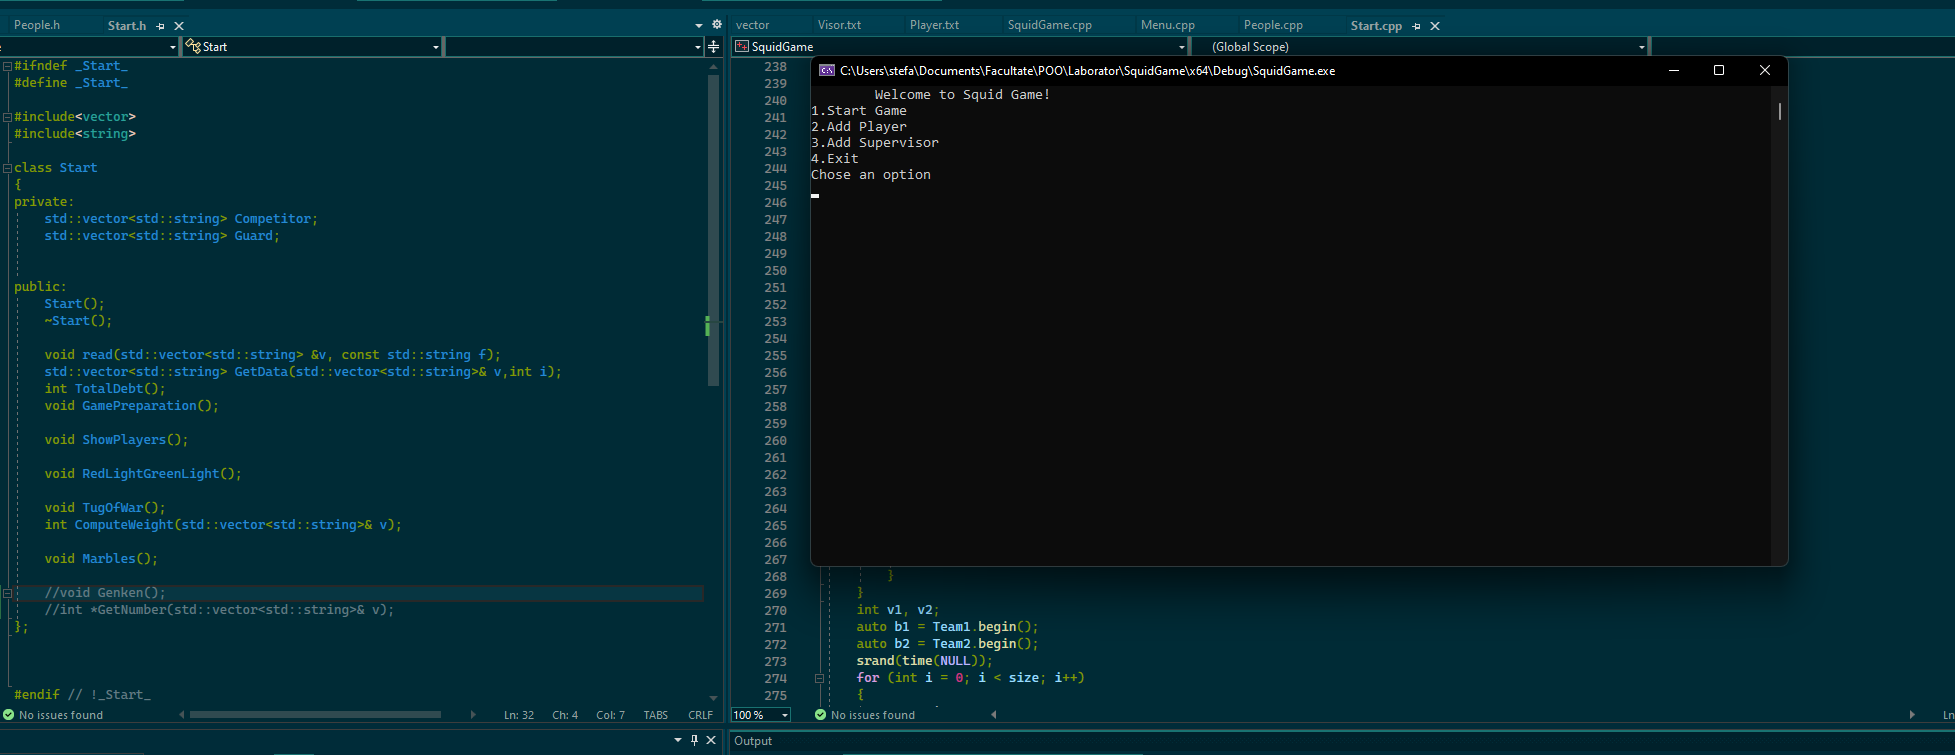 People.h
Start.h
Start
#ifndef _Start_
#define _Start_
#include<vector>
#include<string>
class Start
{
private:
std::vector<std::string> Competitor;
std::vector<std::string> Guard;
public:
Start();
~Start();
void read(std::vector<std::string> &v, const std::string f);
std::vector<std::string> GetData(std::vector<std::string>& v,int i);
int TotalDebt();
void GamePreparation();
void ShowPlayers();
void RedLightGreenLight();
void TugOfWar();
int ComputeWeight(std::vector<std::string>& v);
void Marbles();
//void Genken();
//int *GetNumber(std::vector<std::string>& v);
};
#endif // !_Start_
No issues found
Ln: 32 Ch: 4 Col: 7 TABS CRLF
vector Visor.txt Player.txt SquidGame.cpp Menu.cpp People.cpp Start.cpp
SquidGame (Global Scope)
C:\Users\stefa\Documents\Facultate\POO\Laborator\SquidGame\x64\Debug\SquidGame.exe
Welcome to Squid Game!
1.Start Game
2.Add Player
3.Add Supervisor
4.Exit
Chose an option
238
239
240
241
242
243
244
245
246
247
248
249
250
251
252
253
254
255
256
257
258
259
260
261
262
263
264
265
266
267
268 }
269 }
270 int v1, v2;
271 auto b1 = Team1.begin();
272 auto b2 = Team2.begin();
273 srand(time(NULL));
274 for (int i = 0; i < size; i++)
275 {
100 % No issues found Ln
Output